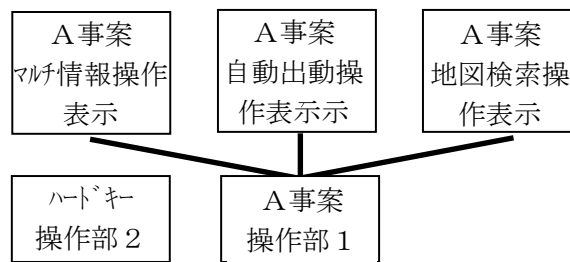 A事案
ﾏﾙﾁ情報操作
表示
A事案
自動出動操
作表示示
A事案
地図検索操
作表示
ﾊｰﾄﾞｷｰ
操作部2
A事案
操作部1